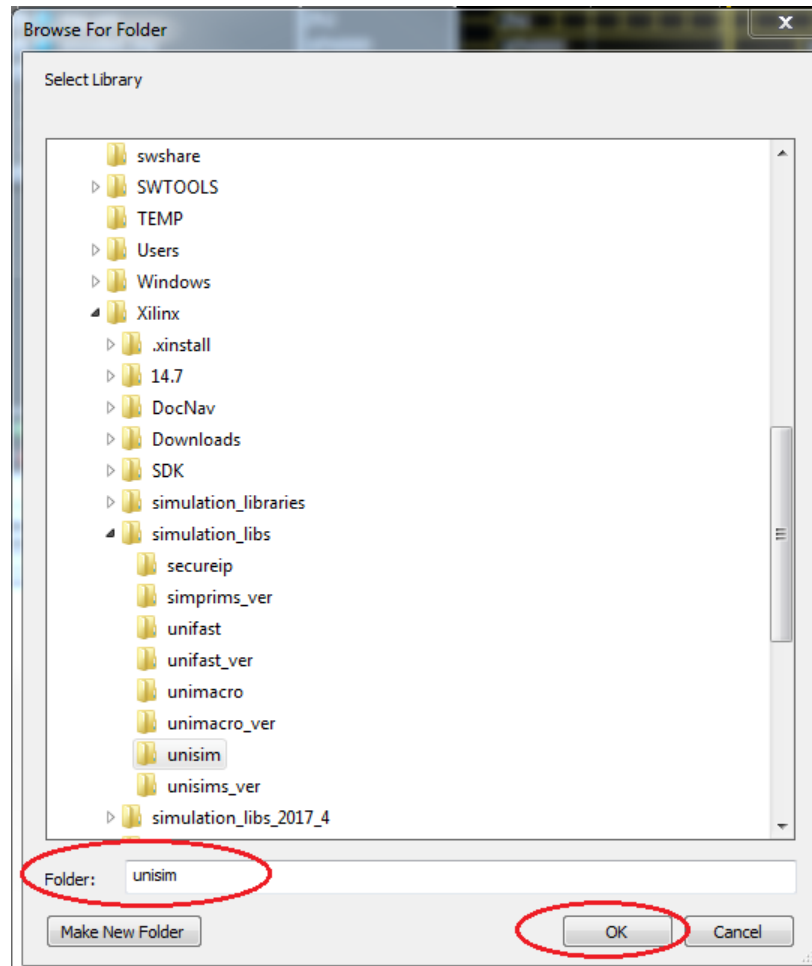 Browse For Folder
x
Select Library
swshare
SWTOOLS
TEMP
Users
Windows
Xilinx
.xinstall
14.7
DocNav
Downloads
SDK
simulation_libraries
simulation_libs
secureip
simprims_ver
unifast
unifast_ver
unimacro
unimacro_ver
unisim
unisims_ver
simulation_libs_2017_4
Folder: unisim
Make New Folder OK Cancel